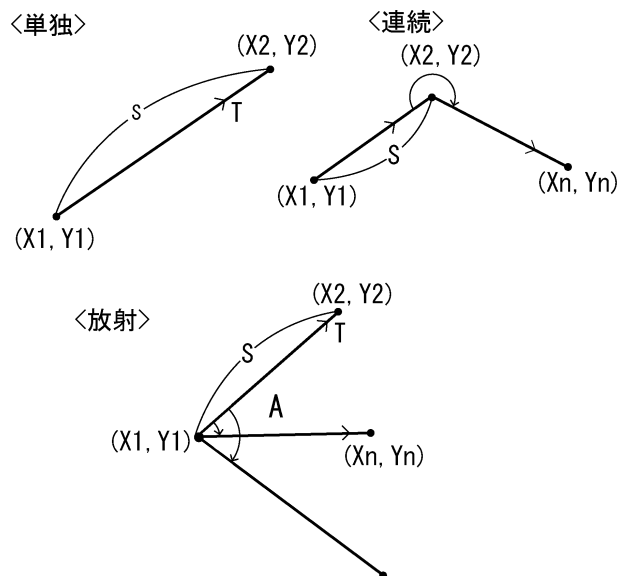 <単独>
(X2, Y2)
S
T
(X1, Y1)
<連続>
(X2, Y2)
S
(X1, Y1)
(Xn, Yn)
<放射>
(X2, Y2)
T
S
A
(X1, Y1)
(Xn, Yn)